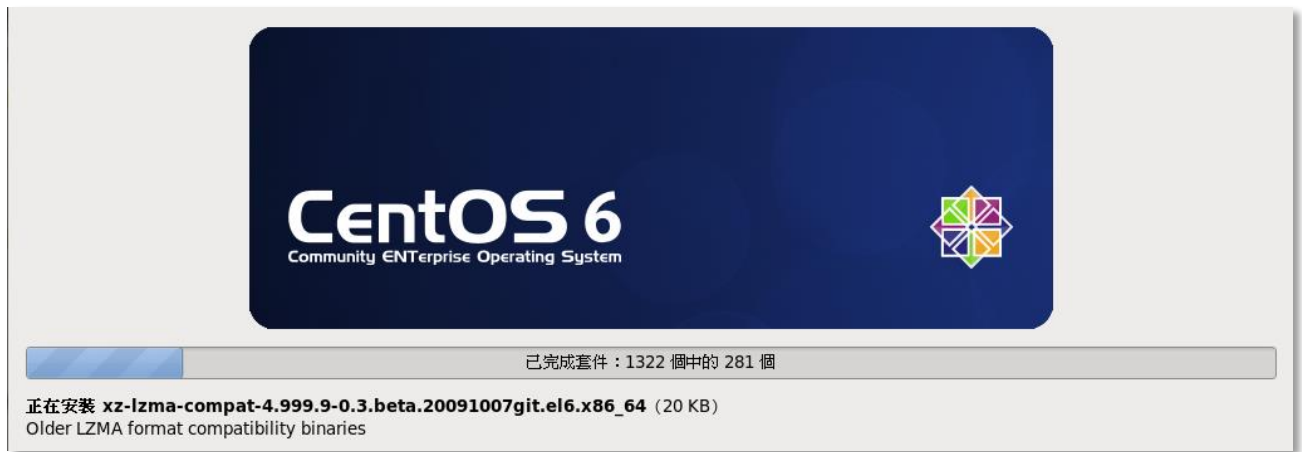 CentOS 6
Community ENTerprise Operating System
已完成套件：1322 個中的 281 個
正在安裝 xz-lzma-compat-4.999.9-0.3.beta.20091007git.el6.x86_64 (20 KB)
Older LZMA format compatibility binaries